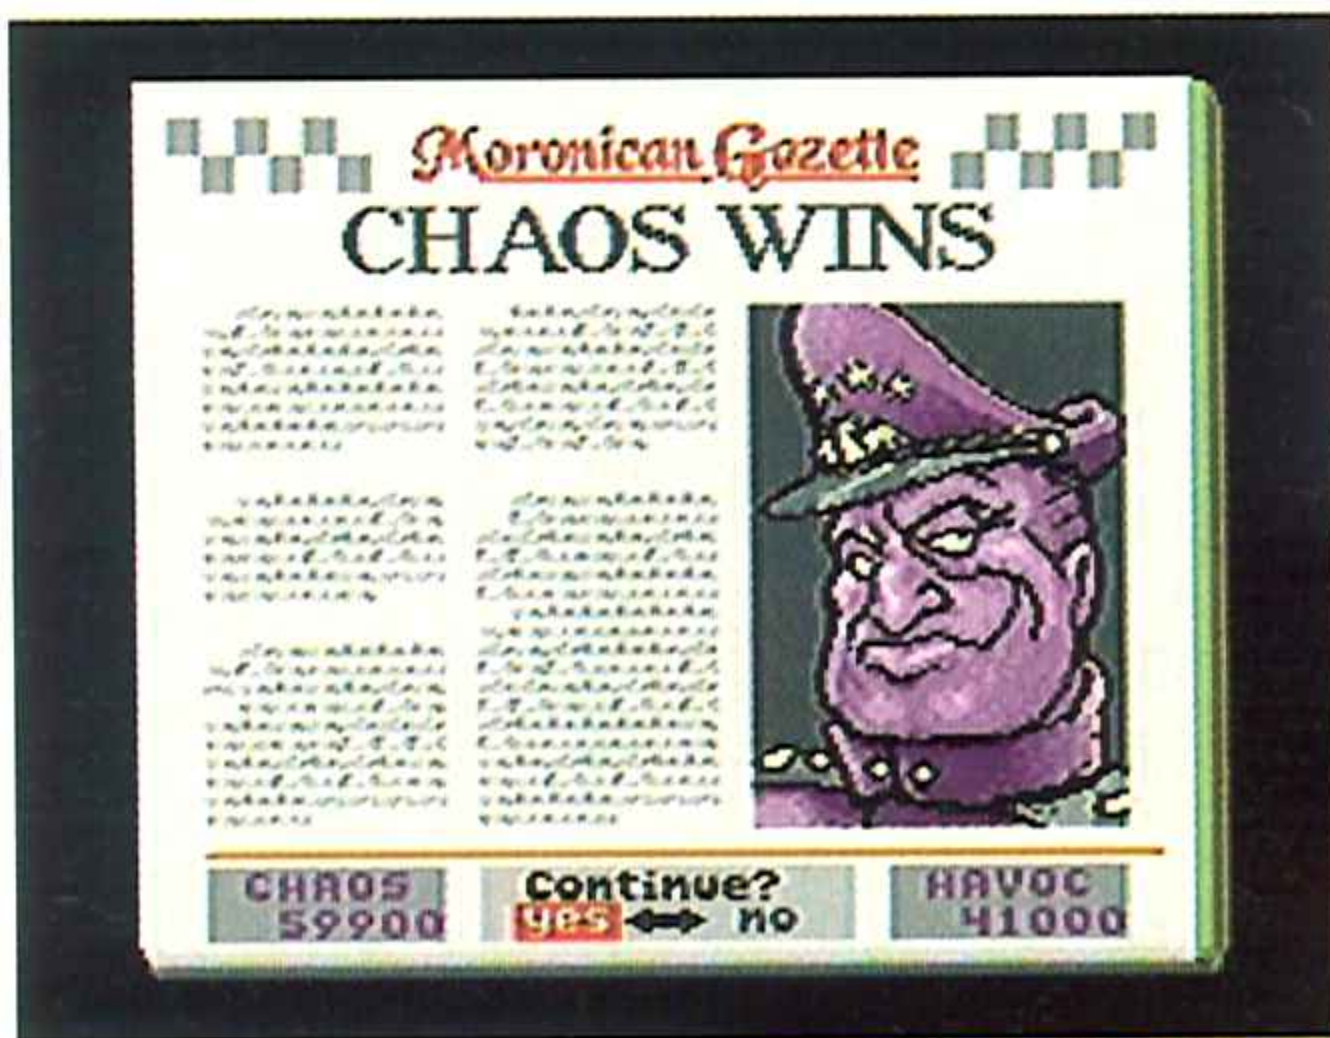 Moronican Gazette
CHAOS WINS
CHAOS
59900
Continue?
yes no
HAVOC
41000